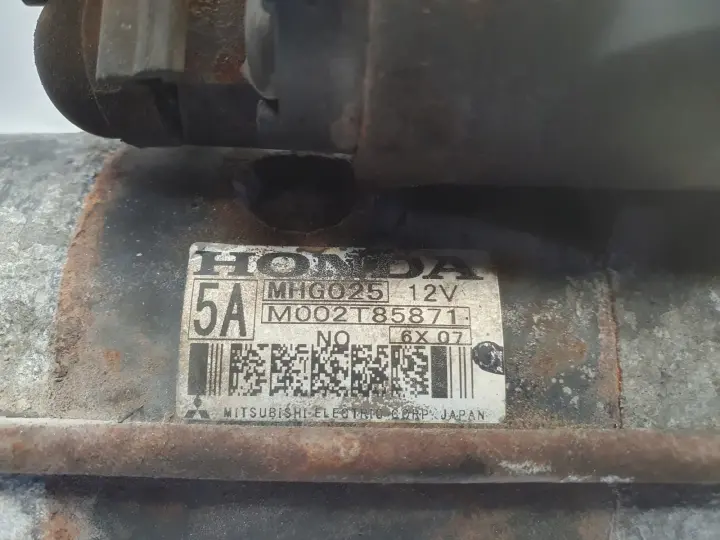 HONDA
5A MHG025 12V
M002T85871
NO 6X 07
MITSUBISHI ELECTRIC CORP. JAPAN